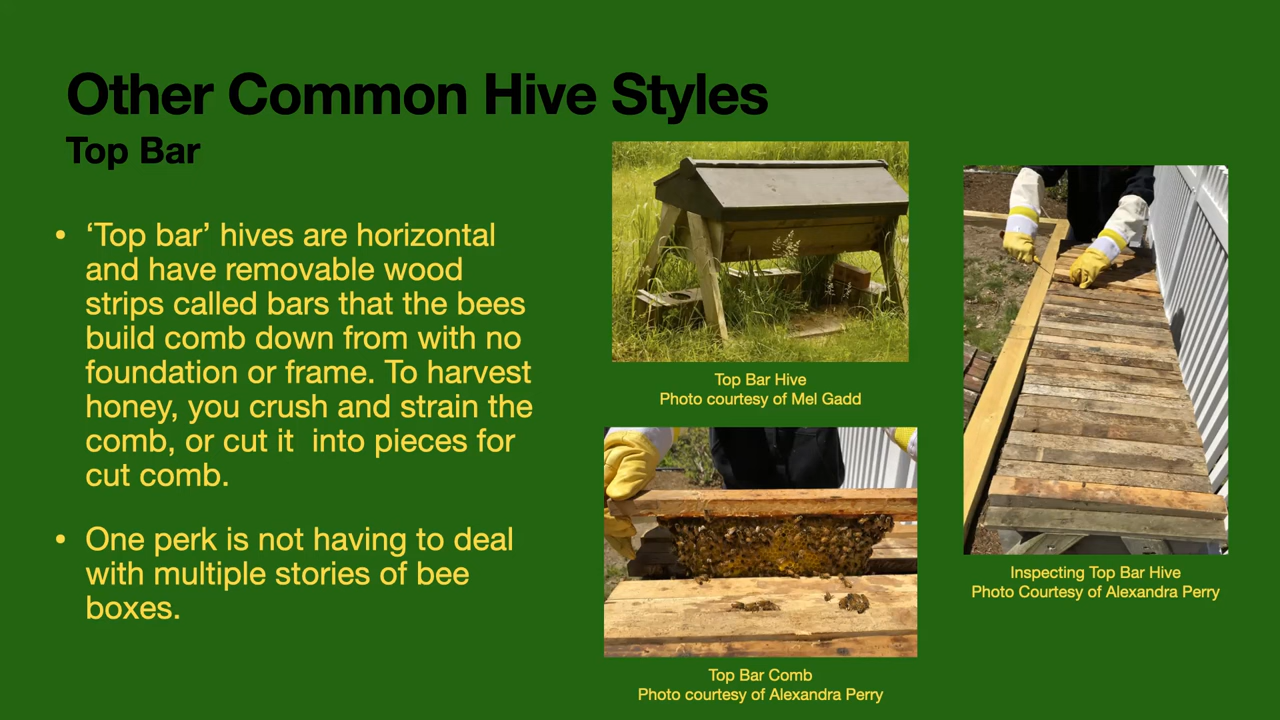 Other Common Hive Styles
Top Bar
• ‘Top bar’ hives are horizontal
and have removable wood
strips called bars that the bees
build comb down from with no
foundation or frame. To harvest
honey, you crush and strain the
comb, or cut it  into pieces for
cut comb.
• One perk is not having to deal
with multiple stories of bee
boxes.
Top Bar Hive
Photo courtesy of Mel Gadd
Top Bar Comb
Photo courtesy of Alexandra Perry
Inspecting Top Bar Hive
Photo Courtesy of Alexandra Perry